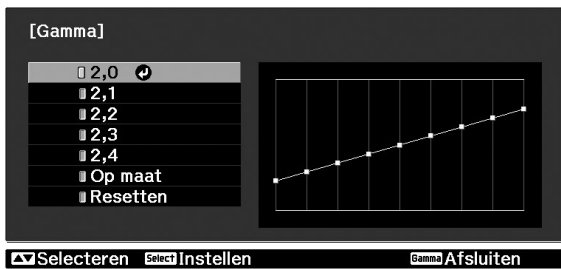 [Gamma]
2,0
2,1
2,2
2,3
2,4
Op maat
Resetten
Selecteren Select Instellen Gamma Afsluiten